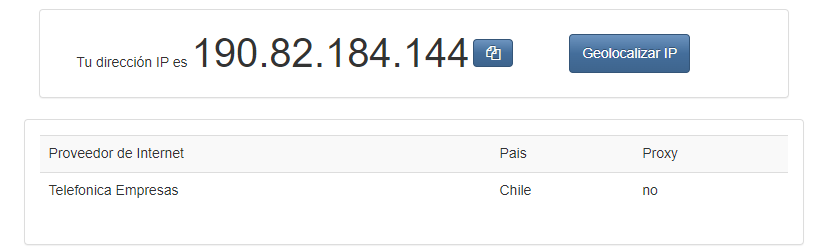 Tu dirección IP es 190.82.184.144 Geolocalizar IP
Proveedor de Internet Pais Proxy
Telefonica Empresas Chile no